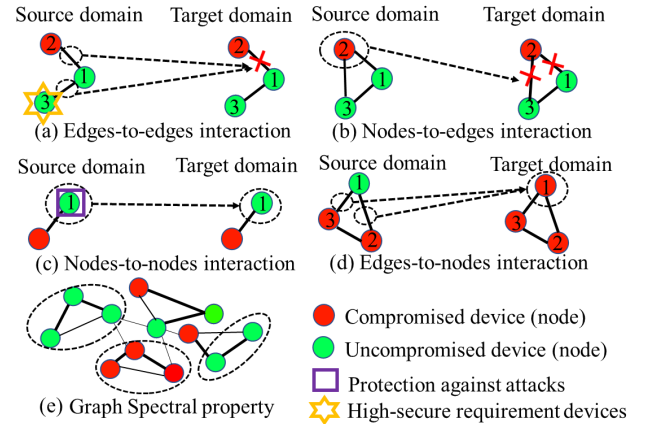 Source domain Target domain
2
1
3
2
1
3
(a) Edges-to-edges interaction
Source domain Target domain
2
1
3
2
1
3
(b) Nodes-to-edges interaction
Source domain Target domain
1
1
(c) Nodes-to-nodes interaction
Source domain Target domain
1
3
2
1
3
2
(d) Edges-to-nodes interaction
(e) Graph Spectral property
Compromised device (node)
Uncompromised device (node)
Protection against attacks
High-secure requirement devices